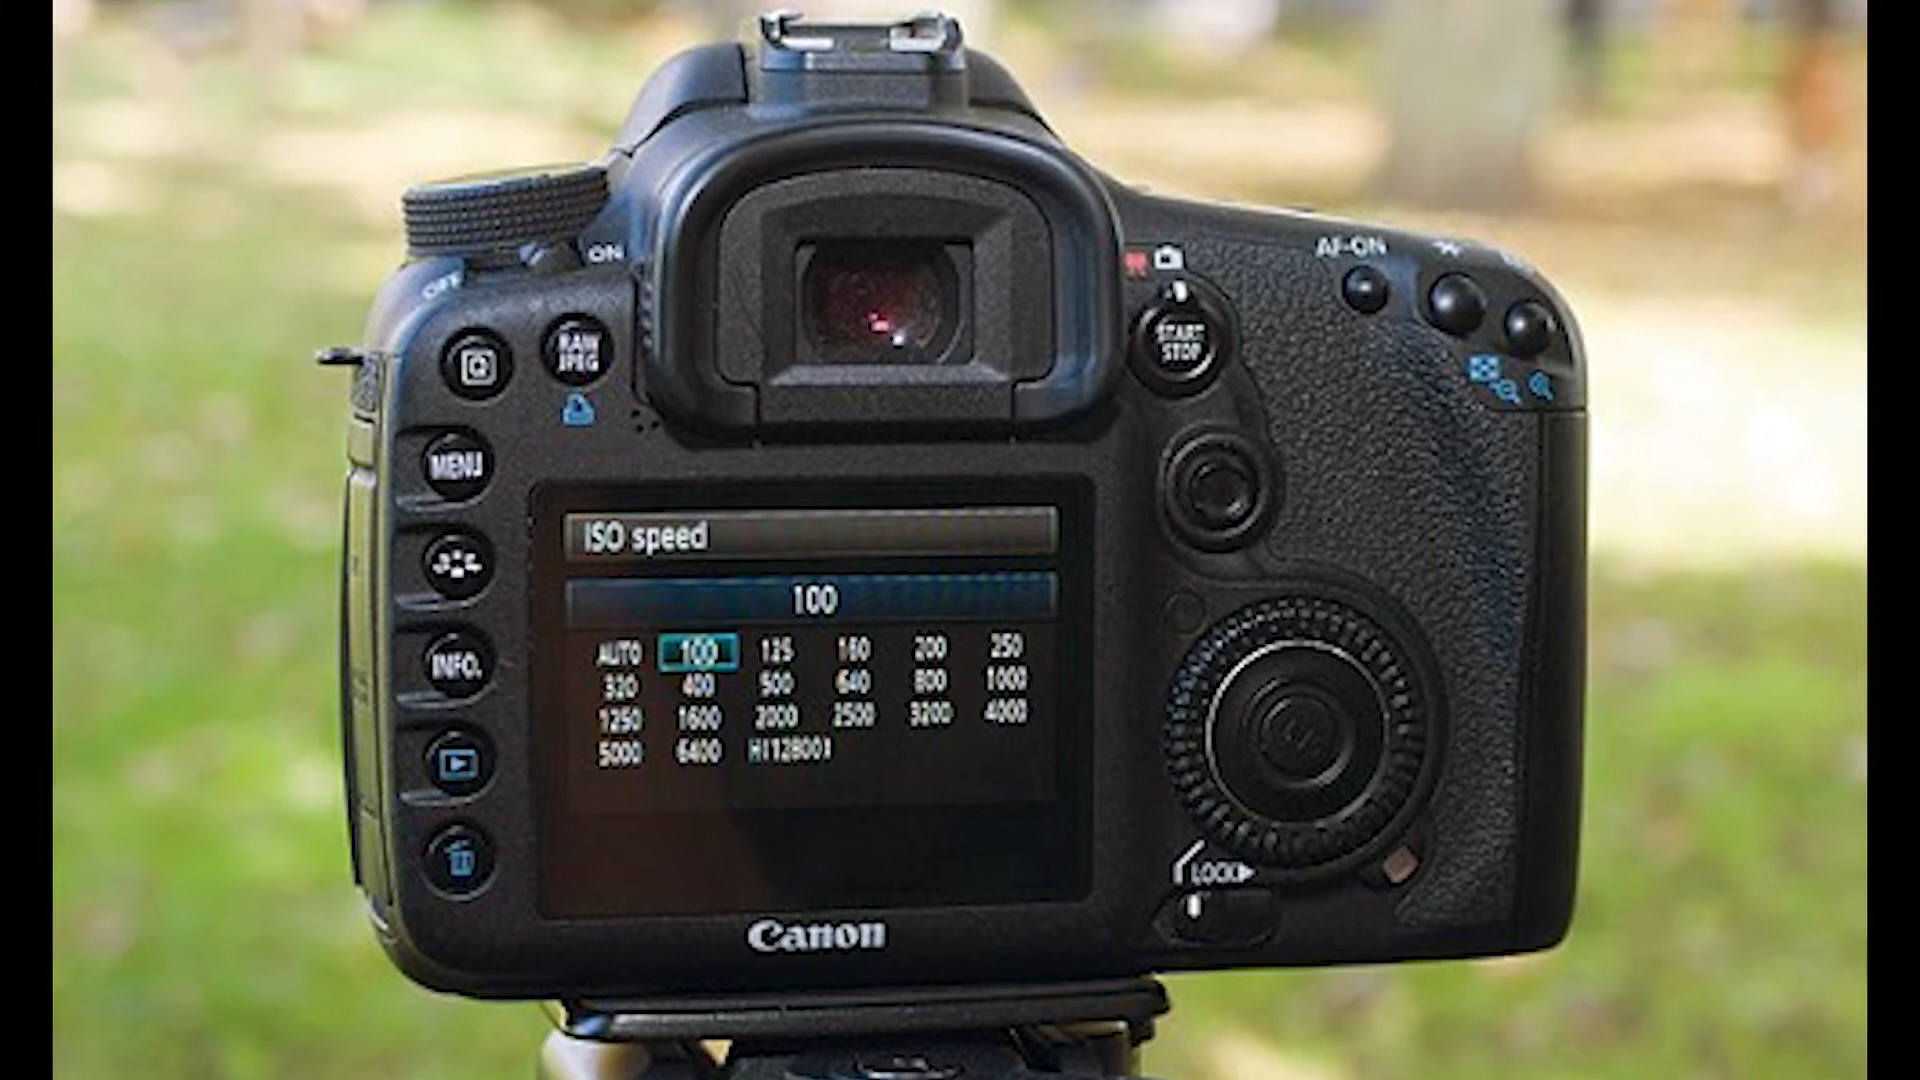 AF-ON
ON
OFF
RAW
JPEG
START
STOP
MENU
INFO.
ISO speed
100
AUTO 100 125 160 200 250
320 400 500 640 800 1000
1250 1600 2000 2500 3200 4000
5000 6400 H(12800)
LOCK
Canon